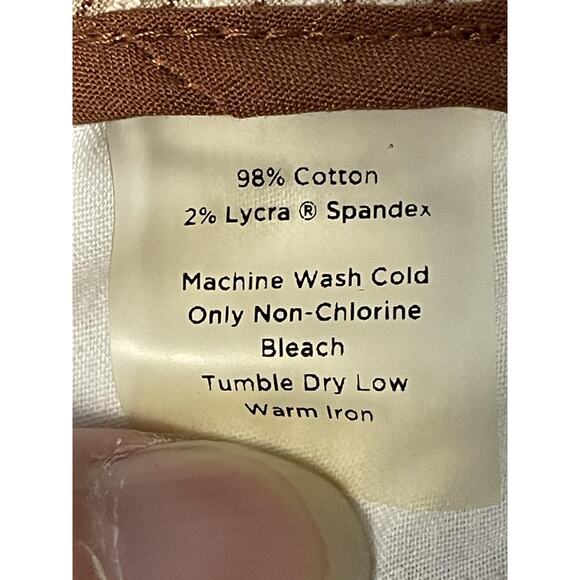 98% Cotton
2% Lycra ® Spandex
Machine Wash Cold
Only Non-Chlorine
Bleach
Tumble Dry Low
Warm Iron